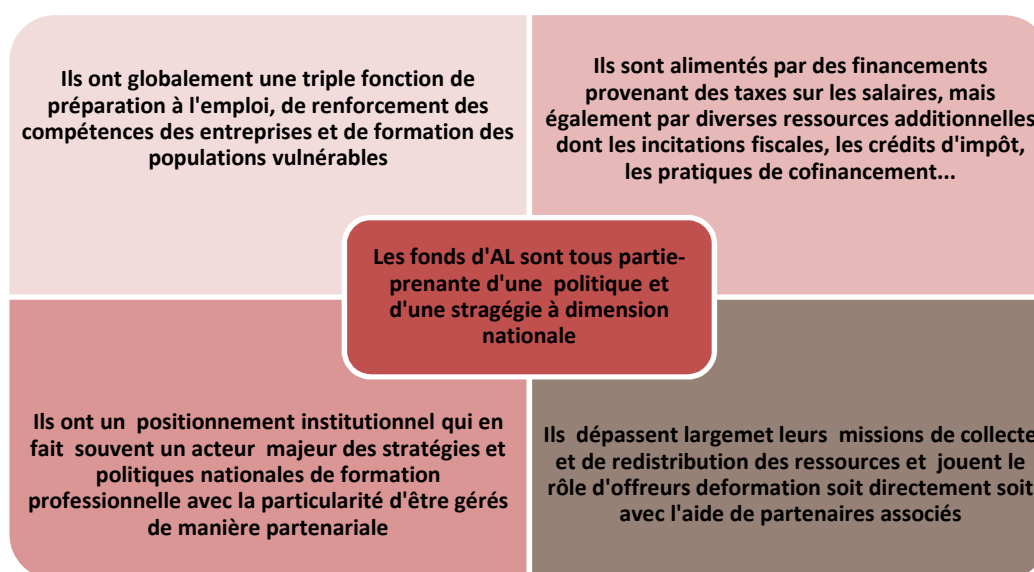 Ils ont globalement une triple fonction de
préparation à l'emploi, de renforcement des
compétences des entreprises et de formation des
populations vulnérables
Ils sont alimentés par des financements
provenant des taxes sur les salaires, mais
également par diverses ressources additionnelles
dont les incitations fiscales, les crédits d'impôt,
les pratiques de cofinancement...
Les fonds d'AL sont tous partie-
prenante d'une politique et
d'une stragégie à dimension
nationale
Ils ont un positionnement institutionnel qui en
fait souvent un acteur majeur des stratégies et
politiques nationales de formation
professionnelle avec la particularité d'être gérés
de manière partenariale
Ils dépassent largemet leurs missions de collecte
et de redistribution des ressources et jouent le
rôle d'offreurs deformation soit directement soit
avec l'aide de partenaires associés